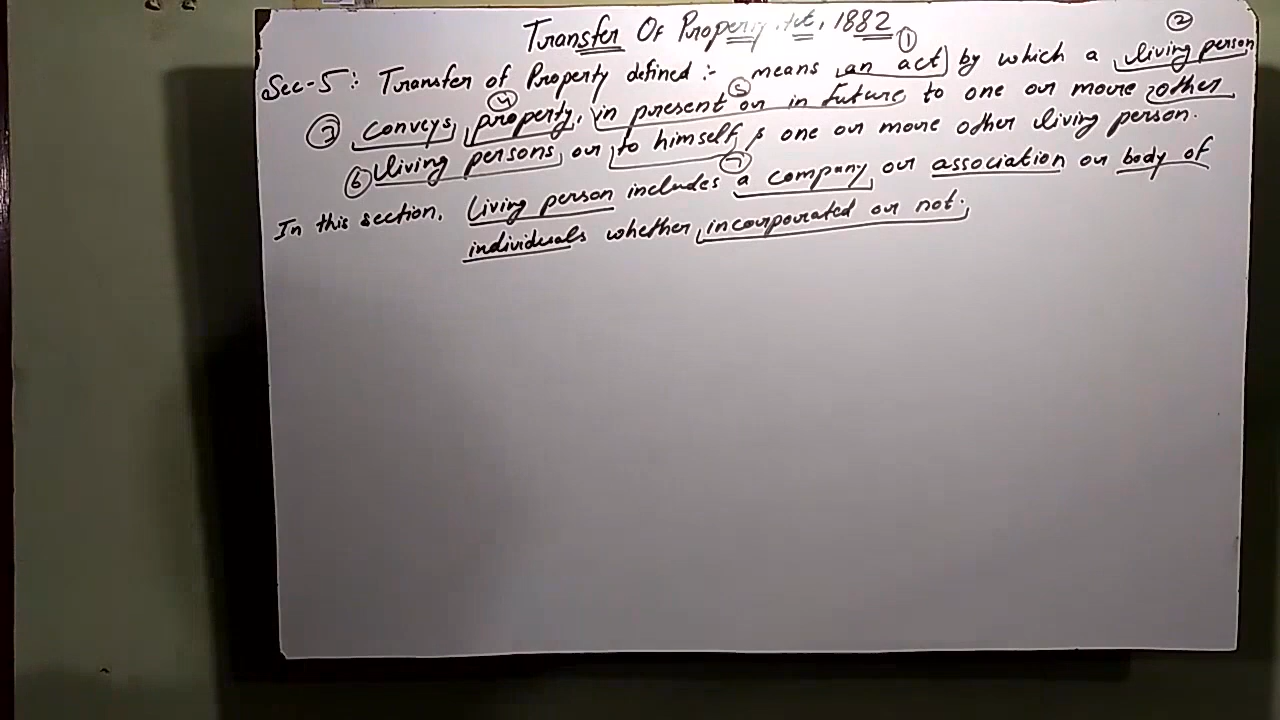 Transfer Of Property Act, 1882
① ②
Sec-5: Transfer of Property defined :- means an act by which a living person
④ ⑤
③ conveys property, in present or in future to one or more other
⑥ living persons or to himself & one or more other living person.
⑦
In this section, Living person includes a company or association or body of
individuals whether incorporated or not.